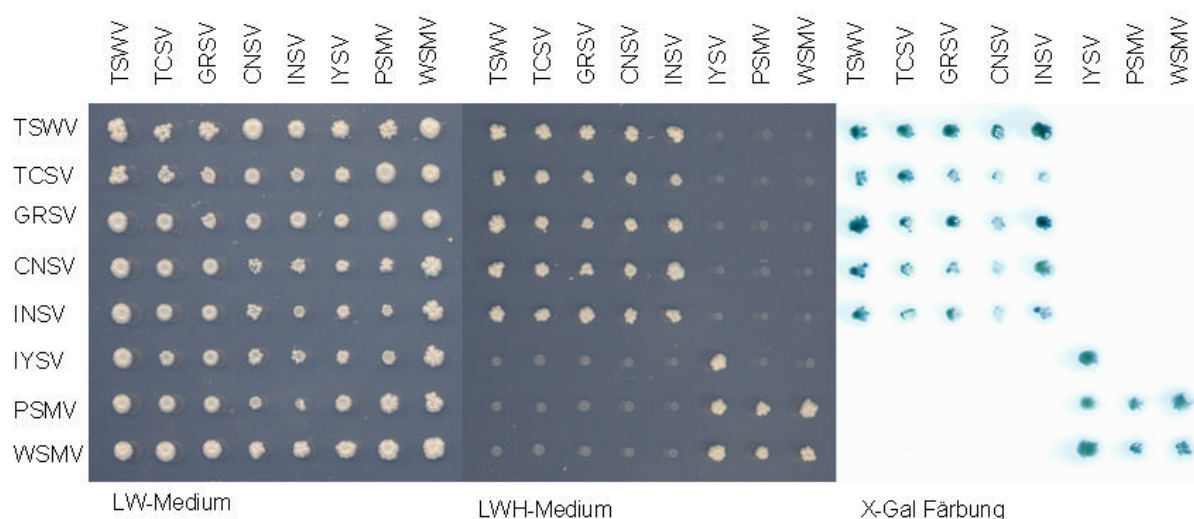 TSWV TCSV GRSV CNSV INSV IYSV PSMV WSMV TSWV TCSV GRSV CNSV INSV IYSV PSMV WSMV TSWV TCSV GRSV CNSV INSV IYSV PSMV WSMV
TSWV
TCSV
GRSV
CNSV
INSV
IYSV
PSMV
WSMV
LW-Medium LWH-Medium X-Gal Färbung